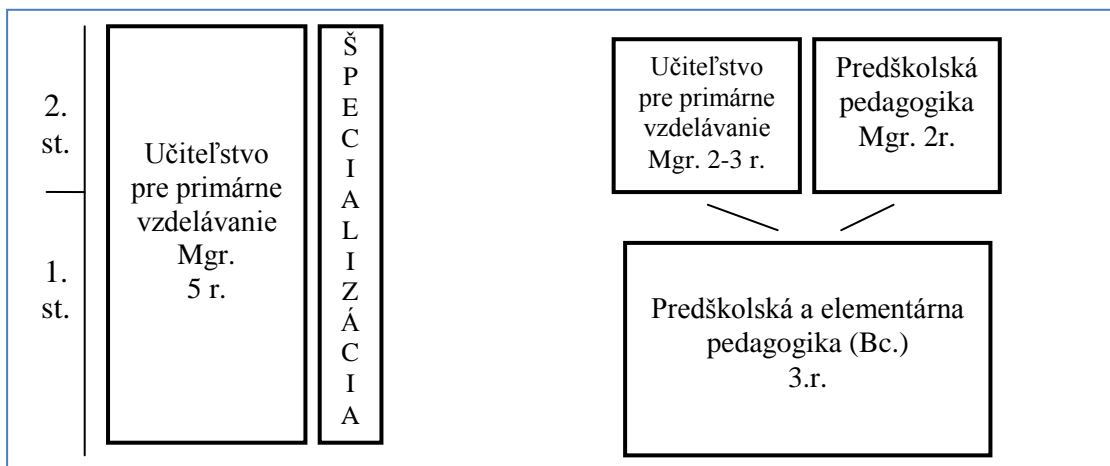 2.
st.
1.
st.
Učiteľstvo
pre primárne
vzdelávanie
Mgr.
5 r.
Š
P
E
C
I
A
L
I
Z
Á
C
I
A
Učiteľstvo
pre primárne
vzdelávanie
Mgr. 2-3 r.
Predškolská
pedagogika
Mgr. 2r.
Predškolská a elementárna
pedagogika (Bc.)
3.r.